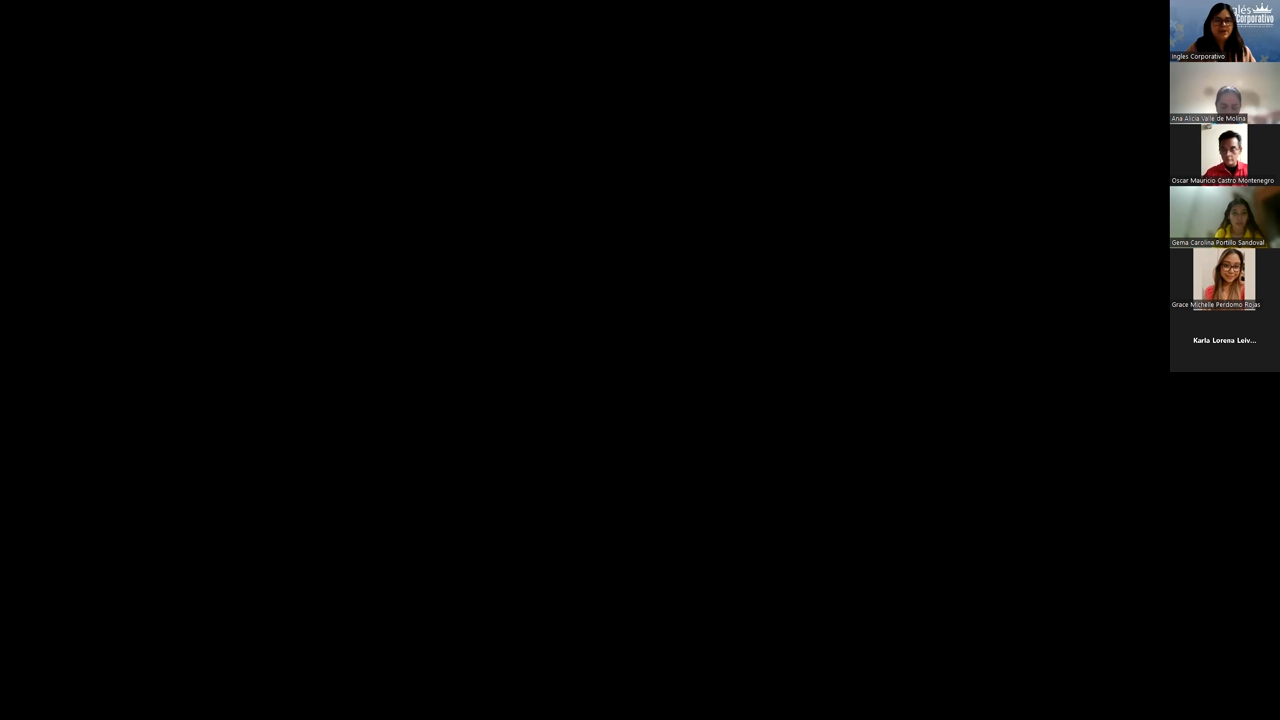 glés
Corporativo
Ingles Corporativo
Ana Alicia Valle de Molina
Oscar Mauricio Castro Montenegro
Gema Carolina Portillo Sandoval
Grace Michelle Perdomo Rojas
Karla Lorena Leiv...